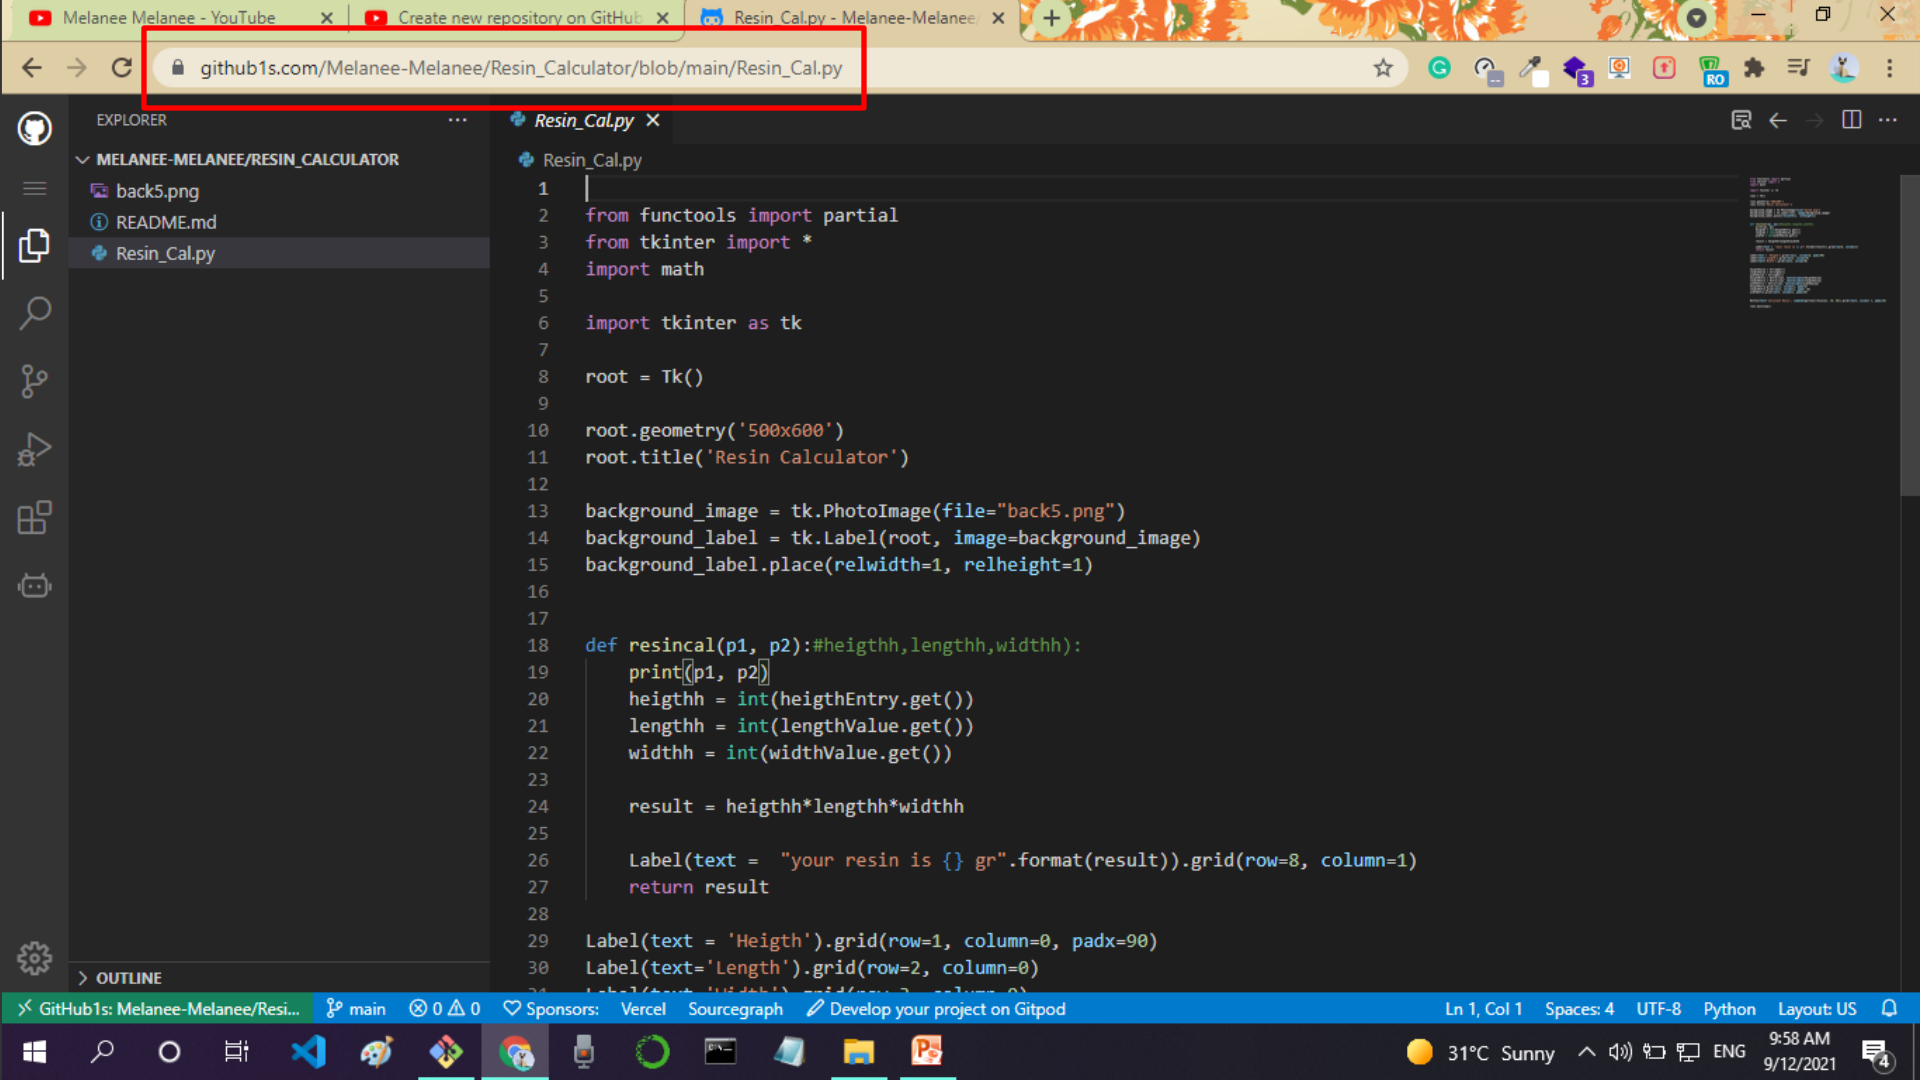 Melanee Melanee - YouTube
Create new repository on GitHub
Resin_Cal.py - Melanee-Melanee/
github1s.com/Melanee-Melanee/Resin_Calculator/blob/main/Resin_Cal.py
3
RO
EXPLORER
Resin_Cal.py
MELANEE-MELANEE/RESIN_CALCULATOR
back5.png
README.md
Resin_Cal.py
Resin_Cal.py
1
2 from functools import partial
3 from tkinter import *
4 import math
5
6 import tkinter as tk
7
8 root = Tk()
9
10 root.geometry('500x600')
11 root.title('Resin Calculator')
12
13 background_image = tk.PhotoImage(file="back5.png")
14 background_label = tk.Label(root, image=background_image)
15 background_label.place(relwidth=1, relheight=1)
16
17
18 def resincal(p1, p2):#heigthh,lengthh,widthh):
19 print(p1, p2)
20 heigthh = int(heigthEntry.get())
21 lengthh = int(lengthValue.get())
22 widthh = int(widthValue.get())
23
24 result = heigthh*lengthh*widthh
25
26 Label(text =  "your resin is {} gr".format(result)).grid(row=8, column=1)
27 return result
28
29 Label(text = 'Heigth').grid(row=1, column=0, padx=90)
30 Label(text='Length').grid(row=2, column=0)
OUTLINE
GitHub1s: Melanee-Melanee/Resi...
main
0 0
Sponsors:
Vercel
Sourcegraph
Develop your project on Gitpod
Ln 1, Col 1
Spaces: 4
UTF-8
Python
Layout: US
31°C Sunny
ENG
9:58 AM
9/12/2021
4